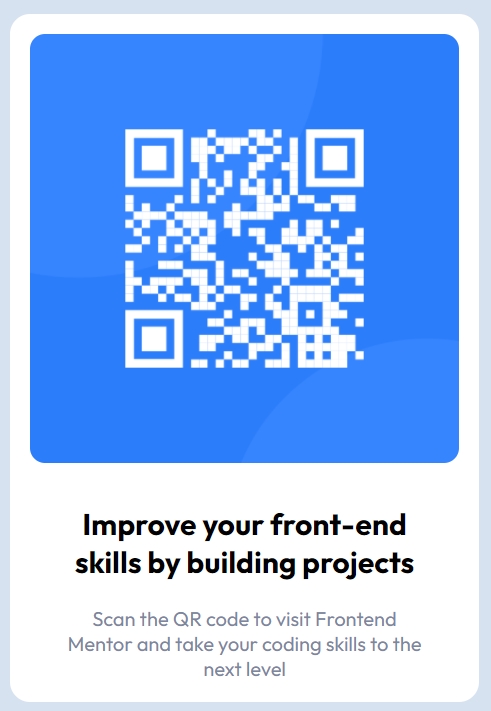 Improve your front-end
skills by building projects
Scan the QR code to visit Frontend
Mentor and take your coding skills to the
next level